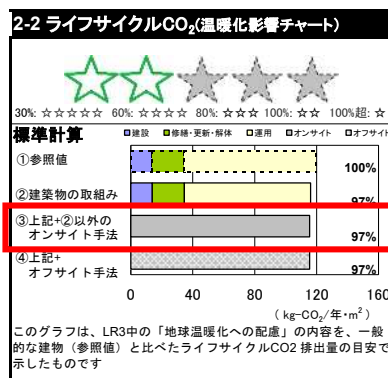 2-2 ライフサイクルCO2(温暖化影響チャート)
30%: ☆☆☆☆☆ 60%: ☆☆☆☆ 80%: ☆☆☆ 100%: ☆☆ 100%超: ☆
標準計算 建設 修繕・更新・解体 運用 オンサイト オフサイト
①参照値 100%
②建築物の取組み 97%
③上記+②以外の
オンサイト手法 97%
④上記+
オフサイト手法 97%
0 40 80 120 160
( kg-CO2/年・m2 )
このグラフは、LR3中の「地球温暖化への配慮」の内容を、一般
的な建物（参照値）と比べたライフサイクルCO2 排出量の目安で
示したものです